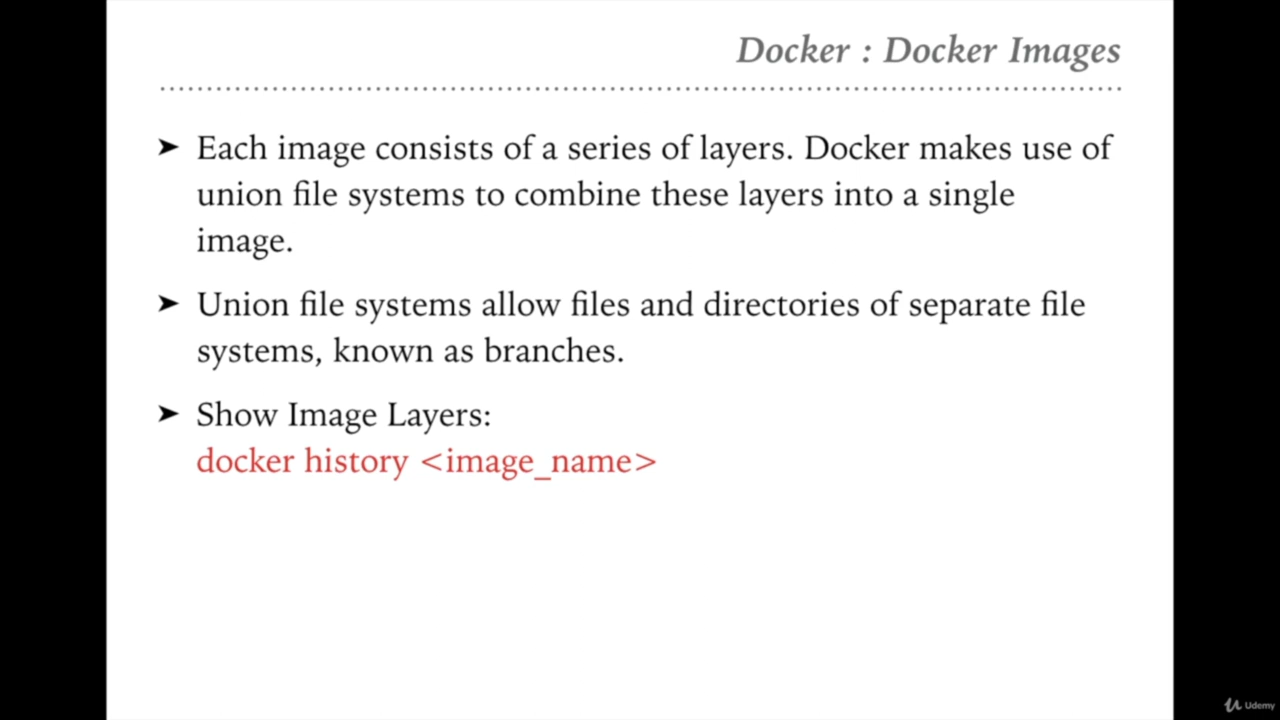 Docker : Docker Images
➤ Each image consists of a series of layers. Docker makes use of
union file systems to combine these layers into a single
image.
➤ Union file systems allow files and directories of separate file
systems, known as branches.
➤ Show Image Layers:
docker history <image_name>
Udemy